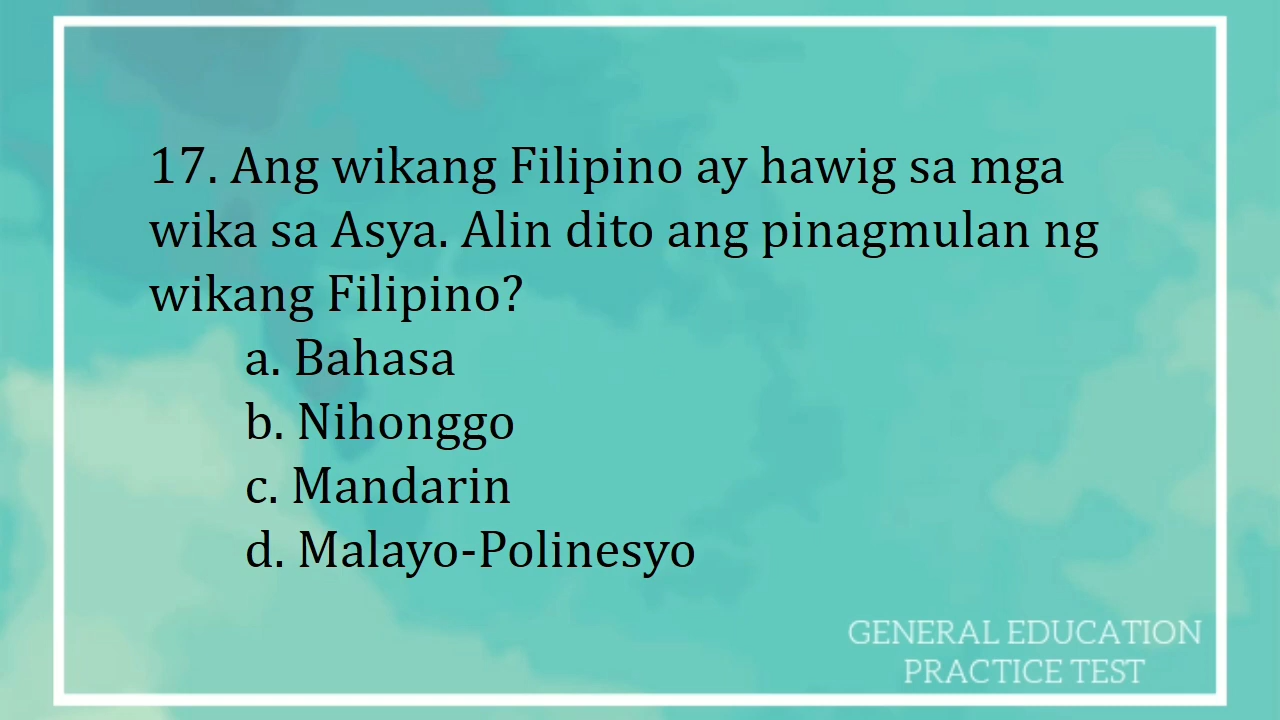 17. Ang wikang Filipino ay hawig sa mga
wika sa Asya. Alin dito ang pinagmulan ng
wikang Filipino?
a. Bahasa
b. Nihonggo
c. Mandarin
d. Malayo-Polinesyo
GENERAL EDUCATION
PRACTICE TEST